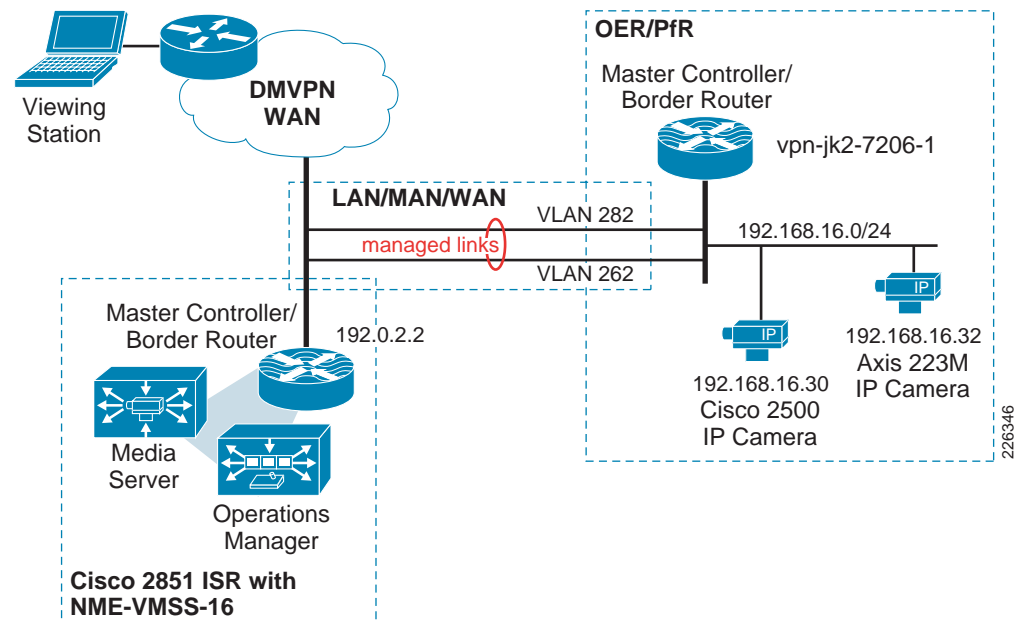 OER/PfR
Master Controller/
Border Router
vpn-jk2-7206-1
Viewing
Station
DMVPN
WAN
LAN/MAN/WAN
VLAN 282
managed links
VLAN 262
192.168.16.0/24
IP
IP
192.168.16.30
Cisco 2500
IP Camera
192.168.16.32
Axis 223M
IP Camera
Master Controller/
Border Router
192.0.2.2
Media
Server
Operations
Manager
Cisco 2851 ISR with
NME-VMSS-16
226346